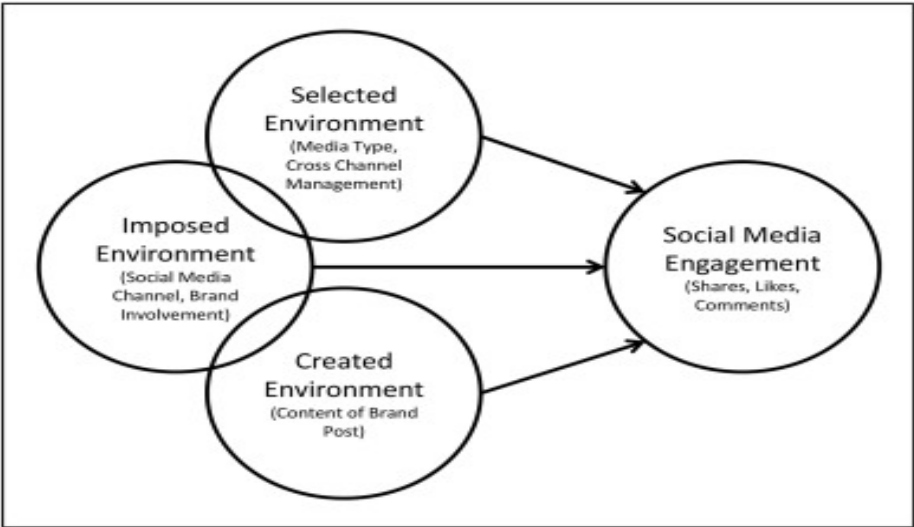 Selected
Environment
(Media Type,
Cross Channel
Management)
Imposed
Environment
(Social Media
Channel, Brand
Involvement)
Created
Environment
(Content of Brand
Post)
Social Media
Engagement
(Shares, Likes,
Comments)